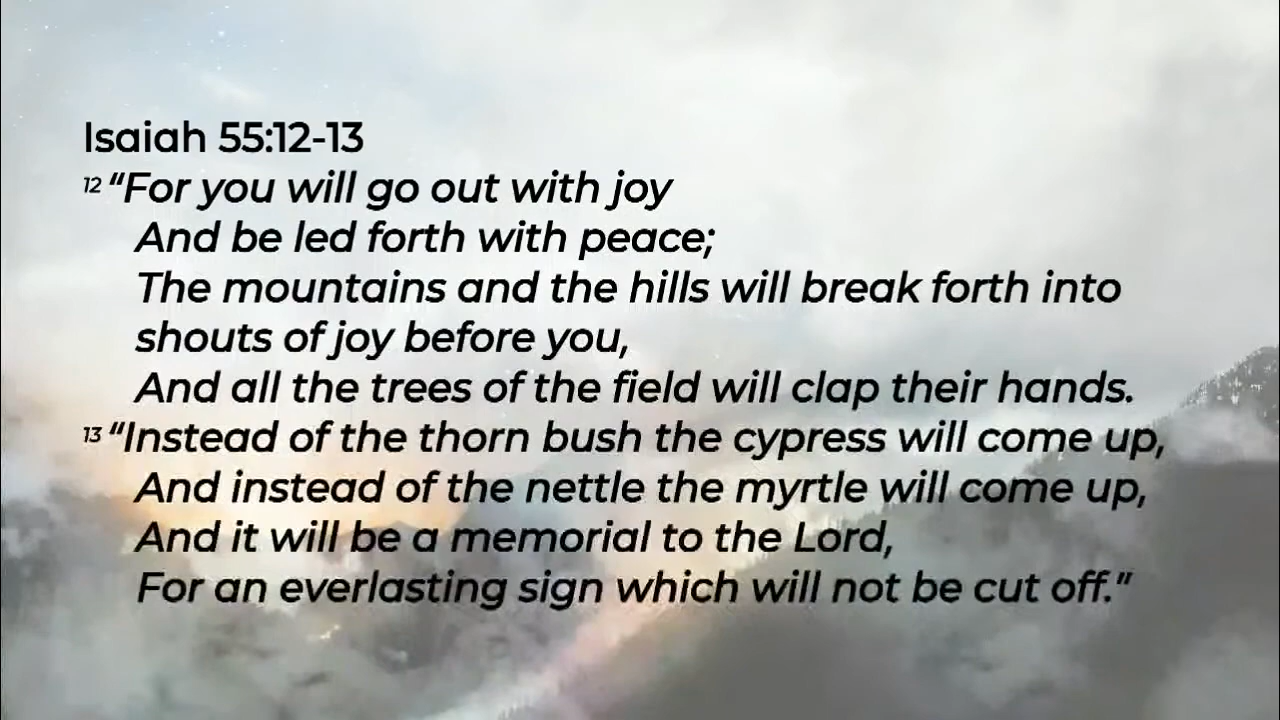 Isaiah 55:12-13
12 “For you will go out with joy
And be led forth with peace;
The mountains and the hills will break forth into
shouts of joy before you,
And all the trees of the field will clap their hands.
13 “Instead of the thorn bush the cypress will come up,
And instead of the nettle the myrtle will come up,
And it will be a memorial to the Lord,
For an everlasting sign which will not be cut off.”